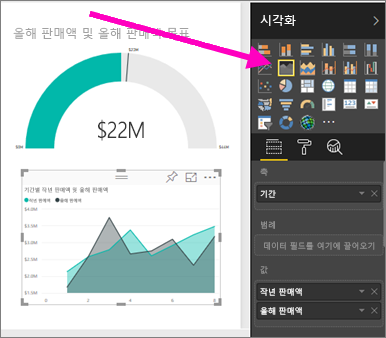 올해 판매액 및 올해 판매액 목표
$22M
기간별 작년 판매액 및 올해 판매액
작년 판매액 올해 판매액
$4.0M
$3.5M
$3.0M
$2.5M
$2.0M
$1.5M
0 2 4 6 8
시각화
축
기간
범례
데이터 필드를 여기에 끌어오기
값
작년 판매액
올해 판매액